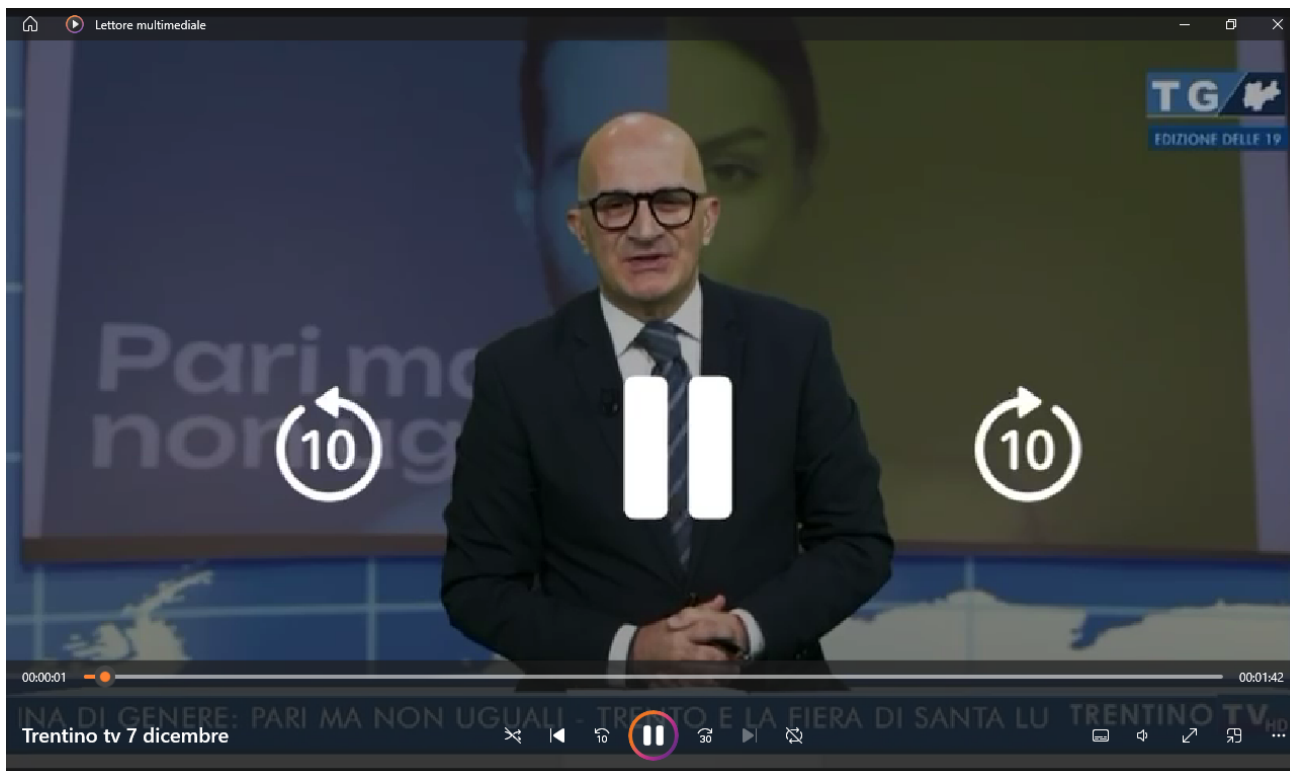 Lettore multimediale
TG
EDIZIONE DELLE 19
Pari ma
non ug
10
10
00:00:01
00:01:42
INA DI GENERE: PARI MA NON UGUALI - TRENTO E LA FIERA DI SANTA LU
TRENTINO TV HD
Trentino tv 7 dicembre
10
30